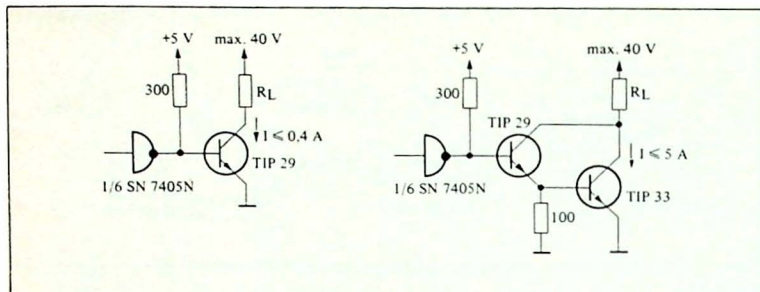 +5 V
max. 40 V
300
R_L
I ≤ 0,4 A
TIP 29
1/6 SN 7405N
+5 V
max. 40 V
300
R_L
TIP 29
I ≤ 5 A
1/6 SN 7405N
TIP 33
100